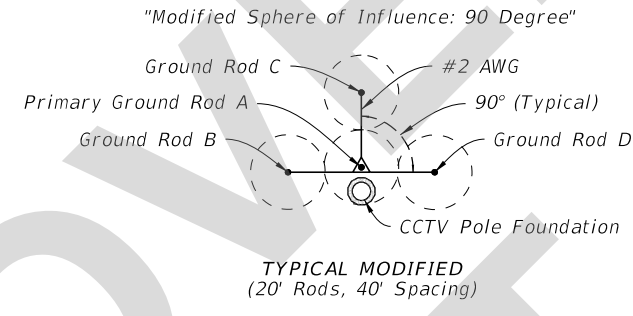 "Modified Sphere of Influence: 90 Degree"
Ground Rod C
#2 AWG
Primary Ground Rod A
90° (Typical)
Ground Rod B
Ground Rod D
CCTV Pole Foundation
TYPICAL MODIFIED
(20' Rods, 40' Spacing)